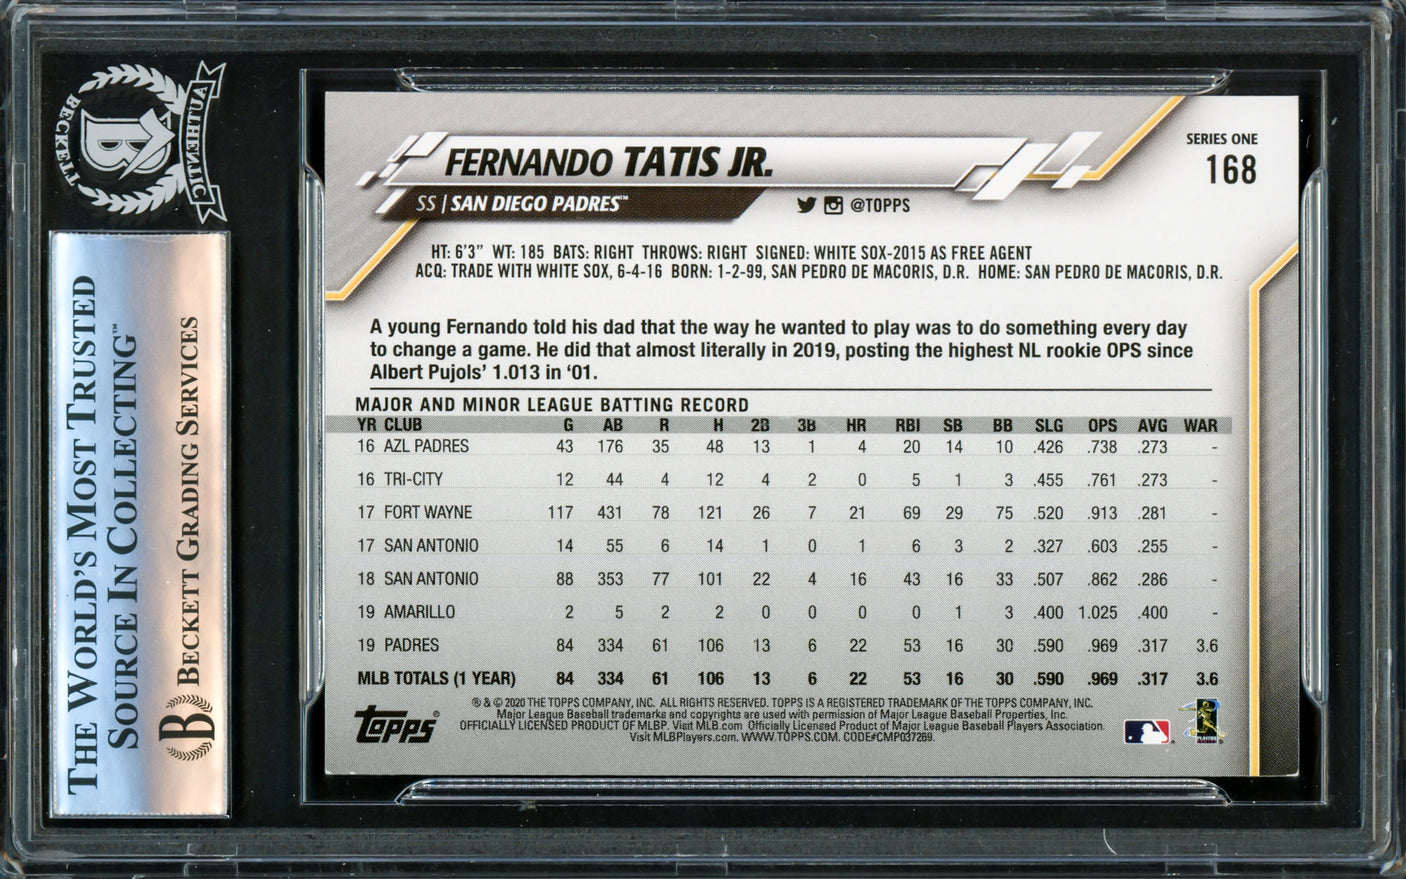 BECKETT
AUTHENTIC
B
THE WORLD'S MOST TRUSTED
SOURCE IN COLLECTING™
B BECKETT GRADING SERVICES
FERNANDO TATIS JR.
SERIES ONE
168
SS | SAN DIEGO PADRES™
@TOPPS
HT: 6'3" WT: 185 BATS: RIGHT THROWS: RIGHT SIGNED: WHITE SOX-2015 AS FREE AGENT
ACQ: TRADE WITH WHITE SOX, 6-4-16 BORN: 1-2-99, SAN PEDRO DE MACORIS, D.R. HOME: SAN PEDRO DE MACORIS, D.R.
A young Fernando told his dad that the way he wanted to play was to do something every day
to change a game. He did that almost literally in 2019, posting the highest NL rookie OPS since
Albert Pujols' 1.013 in '01.
MAJOR AND MINOR LEAGUE BATTING RECORD
YR CLUB G AB R H 2B 3B HR RBI SB BB SLG OPS AVG WAR
16 AZL PADRES 43 176 35 48 13 1 4 20 14 10 .426 .738 .273 -
16 TRI-CITY 12 44 4 12 4 2 0 5 1 3 .455 .761 .273 -
17 FORT WAYNE 117 431 78 121 26 7 21 69 29 75 .520 .913 .281 -
17 SAN ANTONIO 14 55 6 14 1 0 1 6 3 2 .327 .603 .255 -
18 SAN ANTONIO 88 353 77 101 22 4 16 43 16 33 .507 .862 .286 -
19 AMARILLO 2 5 2 2 0 0 0 0 1 3 .400 1.025 .400 -
19 PADRES 84 334 61 106 13 6 22 53 16 30 .590 .969 .317 3.6
MLB TOTALS (1 YEAR) 84 334 61 106 13 6 22 53 16 30 .590 .969 .317 3.6
TOPPS®
® & © 2020 THE TOPPS COMPANY, INC. ALL RIGHTS RESERVED. TOPPS IS A REGISTERED TRADEMARK OF THE TOPPS COMPANY, INC.
Major League Baseball trademarks and copyrights are used with permission of Major League Baseball Properties, Inc.
OFFICIALLY LICENSED PRODUCT OF MLBP. Visit MLB.com Officially Licensed Product of Major League Baseball Players Association.
Visit MLBPlayers.com. WWW.TOPPS.COM. CODE#CMP037269.